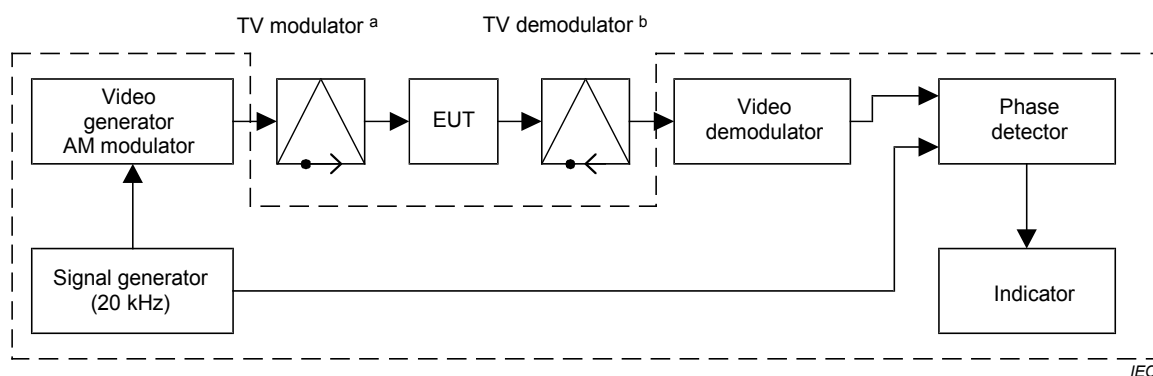 TV modulator a
TV demodulator b
Video
generator
AM modulator
EUT
Video
demodulator
Phase
detector
Signal generator
(20 kHz)
Indicator
IEC